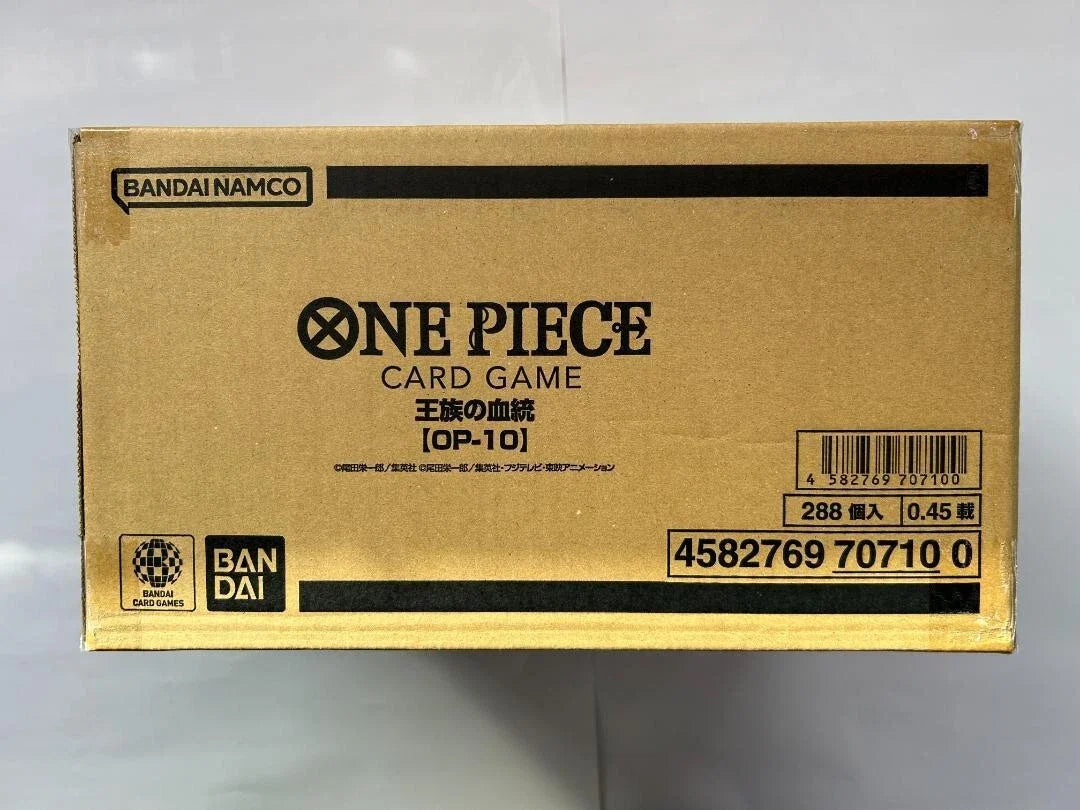 BANDAI NAMCO
ONE PIECE
CARD GAME
王族の血統
【OP-10】
©尾田栄一郎/集英社 ©尾田栄一郎/集英社・フジテレビ・東映アニメーション
4 582769 707100
288 個入 0.45 載
4582769 70710 0
BANDAI
CARD GAMES
BAN
DAI